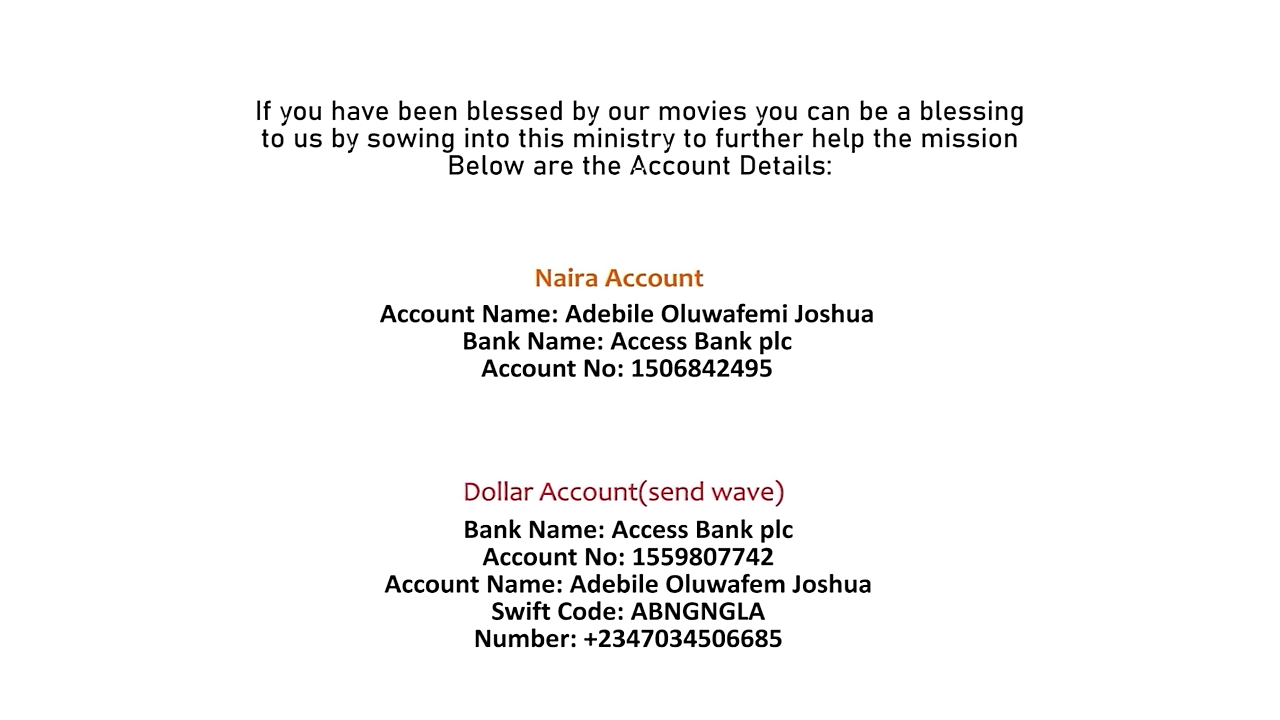 If you have been blessed by our movies you can be a blessing
to us by sowing into this ministry to further help the mission
Below are the Account Details:
Naira Account
Account Name: Adebile Oluwafemi Joshua
Bank Name: Access Bank plc
Account No: 1506842495
Dollar Account(send wave)
Bank Name: Access Bank plc
Account No: 1559807742
Account Name: Adebile Oluwafem Joshua
Swift Code: ABNGNGLA
Number: +2347034506685